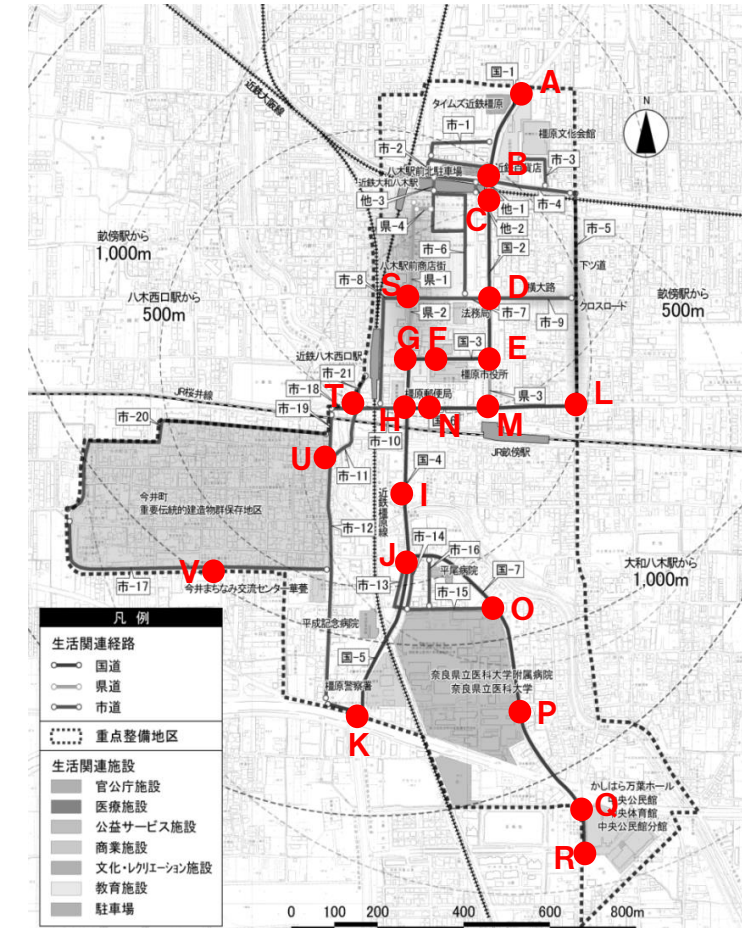 国-1
A
近鉄大阪線
タイムズ近鉄橿原
N
市-1
橿原文化会館
市-2
B
市-3
八木駅前北駐車場
近鉄百貨店
近鉄大和八木駅
他-3
C
他-1
市-4
県-4
他-2
市-5
畝傍駅から
1,000m
市-6
国-2
八木駅前商店街
下ツ道
市-8
県-1
S
D
横大路
八木西口駅から
500m
県-2
法務局
市-7
市-9
クロスロード
畝傍駅から
500m
G
F
国-3
E
近鉄八木西口駅
市-21
橿原市役所
市-18
T
橿原郵便局
県-3
L
JR桜井線
市-19
H
N
M
市-20
市-10
JR畝傍駅
U
市-11
国-4
今井町
重要伝統的建造物群保存地区
I
近鉄橿原線
市-12
市-14
J
市-16
国-7
大和八木駅から
1,000m
V
平尾病院
市-17
市-13
市-15
今井まちなみ交流センター華甍
O
凡 例
平成記念病院
生活関連経路
国道
県道
市道
国-5
奈良県立医科大学附属病院
奈良県立医科大学
橿原警察署
K
P
重点整備地区
生活関連施設
官公庁施設
医療施設
公益サービス施設
商業施設
文化・レクリエーション施設
教育施設
駐車場
かしはら万葉ホール
Q
中央公民館
中央体育館
中央公民館分館
R
0 200 400 600 800m